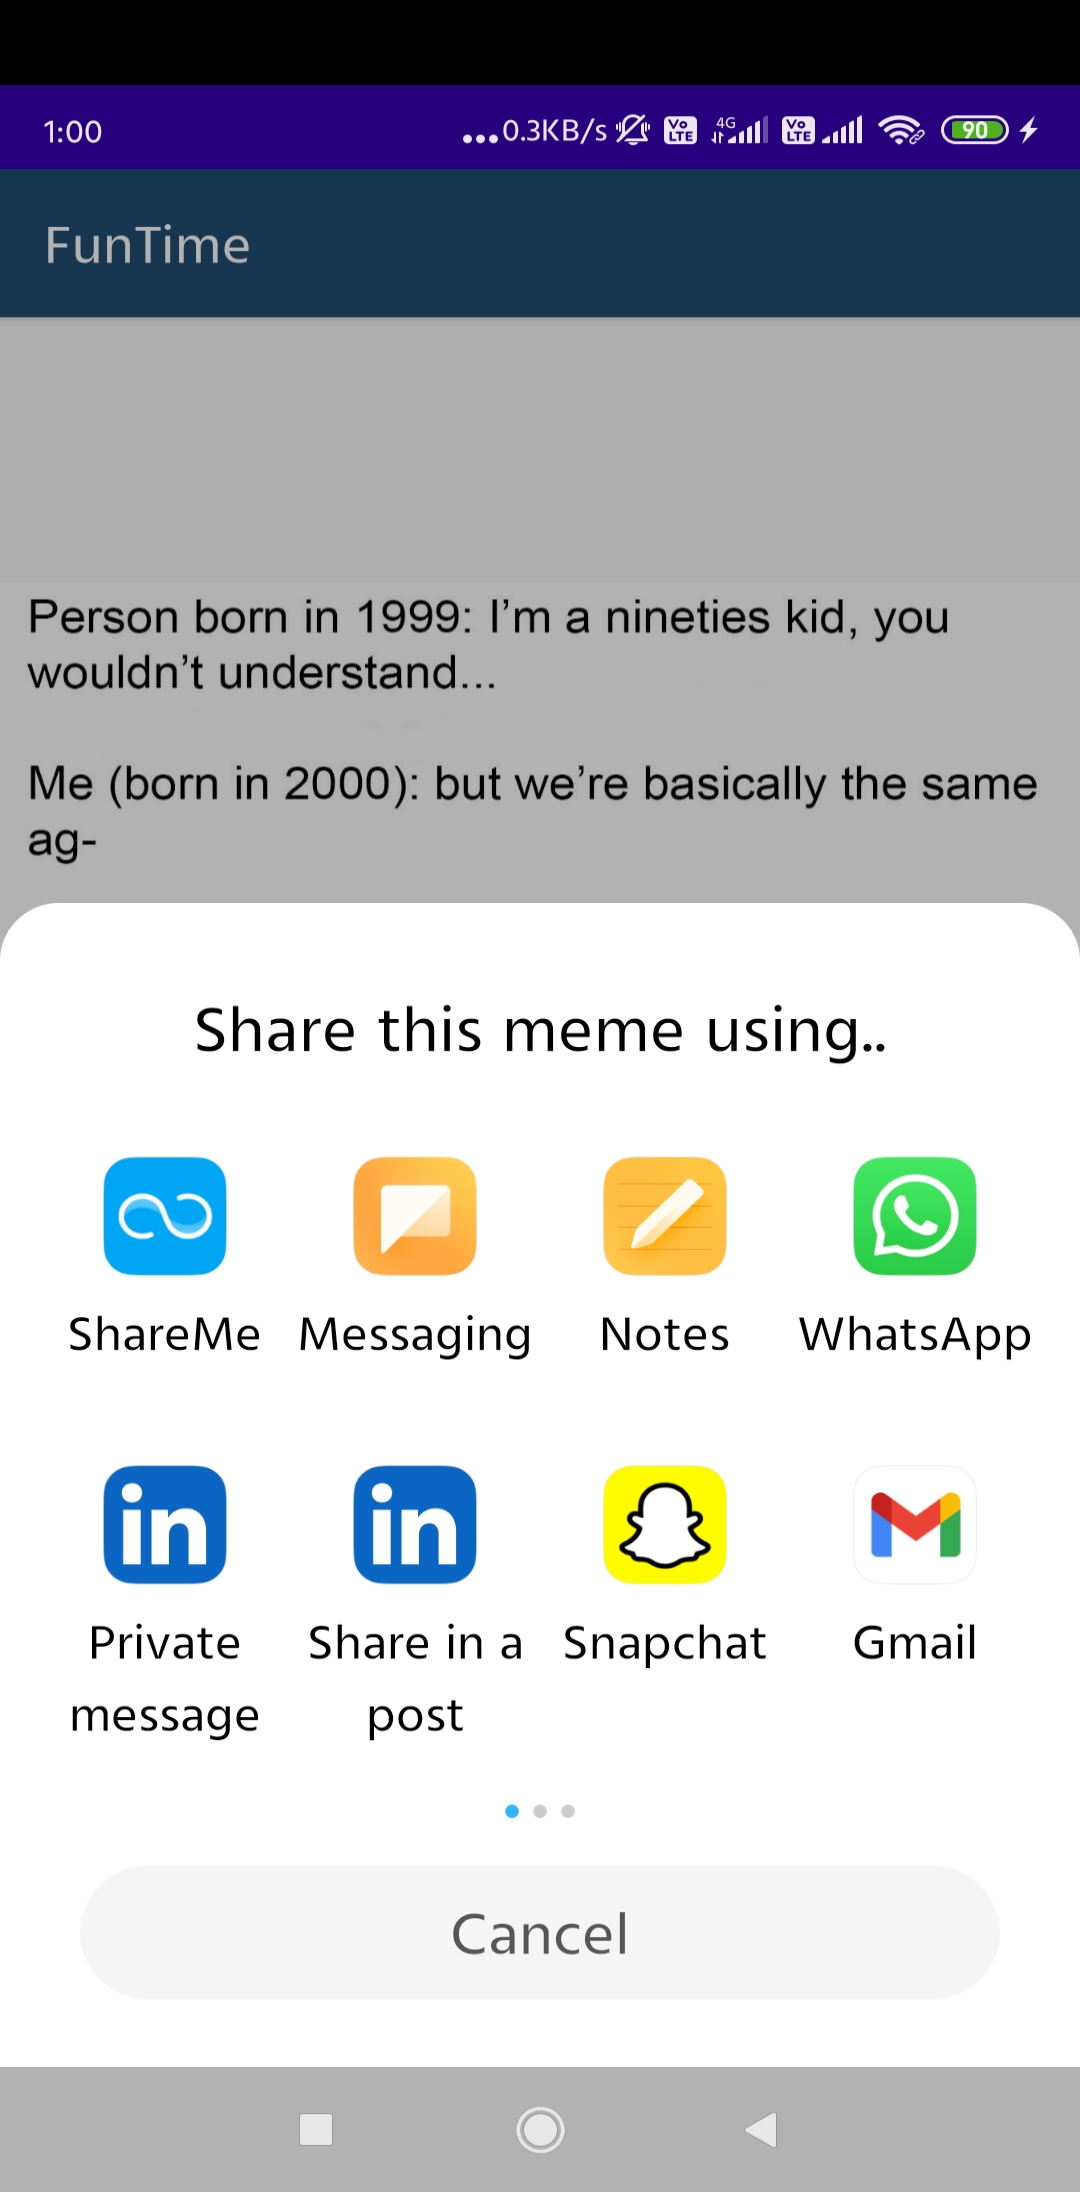 1:00 ...0.3KB/s Vo LTE 4G Vo LTE 90
FunTime
Person born in 1999: I’m a nineties kid, you
wouldn’t understand...
Me (born in 2000): but we’re basically the same
ag-
Share this meme using..
ShareMe Messaging Notes WhatsApp
in in
Private Share in a Snapchat Gmail
message post
Cancel